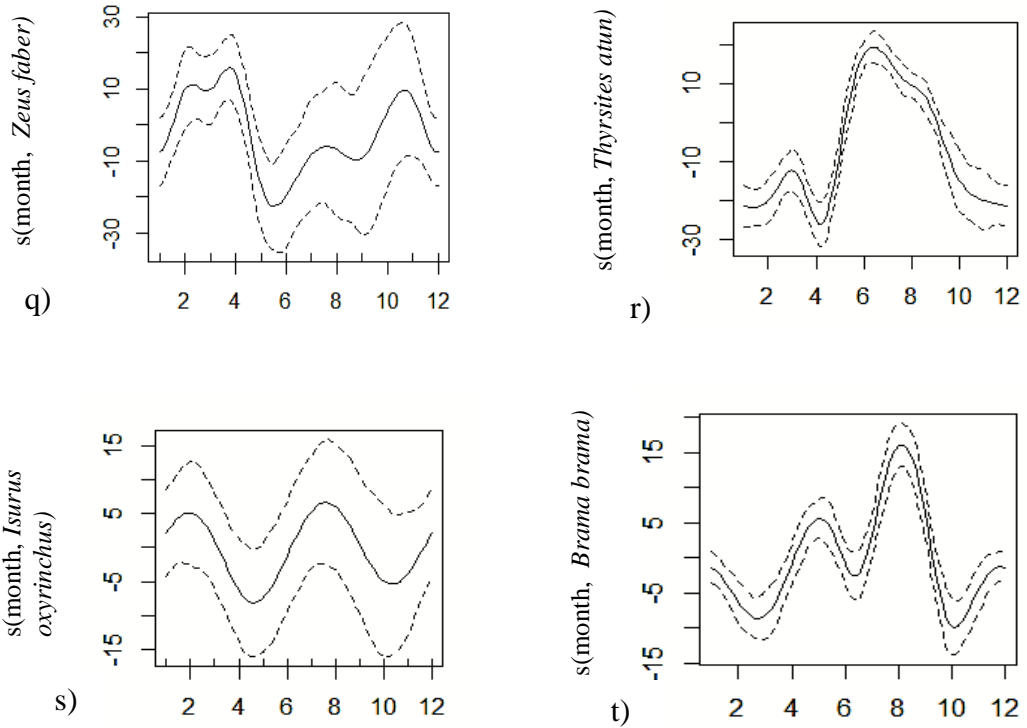 s(month, Zeus faber)
30
10
-10
-30
2 4 6 8 10 12
q)
s(month, Thyrsites atun)
10
-10
-30
2 4 6 8 10 12
r)
s(month, Isurus
oxyrinchus)
15
5
-5
-15
2 4 6 8 10 12
s)
s(month, Brama brama)
15
5
-5
-15
2 4 6 8 10 12
t)